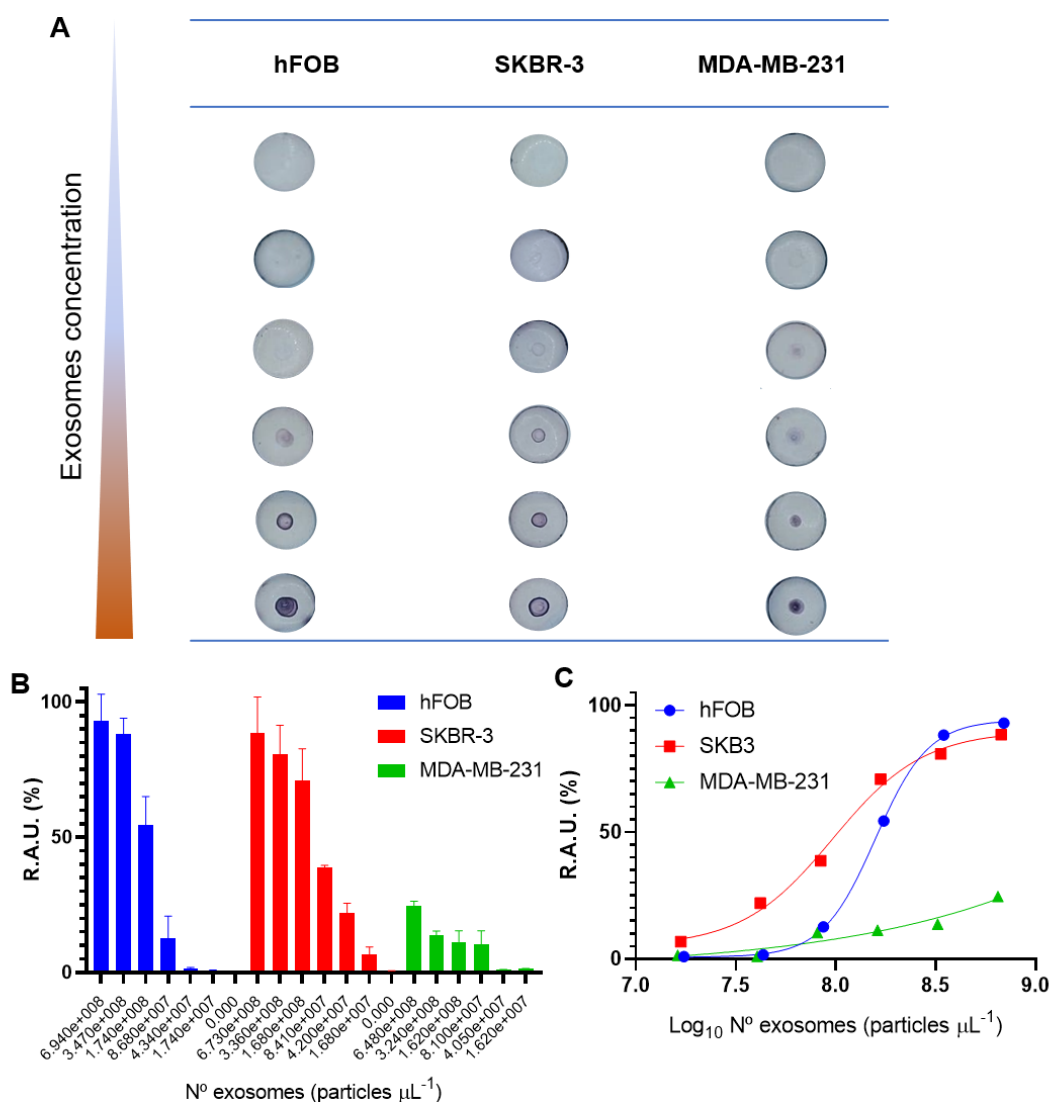 A
hFOB SKBR-3 MDA-MB-231
Exosomes concentration
B
R.A.U. (%)
100
50
0
hFOB
SKBR-3
MDA-MB-231
6.940e+008
3.470e+008
1.740e+008
8.680e+007
4.340e+007
1.740e+007
0.000
6.730e+008
3.360e+008
1.680e+008
8.410e+007
4.200e+007
1.680e+007
0.000
6.480e+008
3.240e+008
1.620e+008
8.100e+007
4.050e+007
1.620e+007
Nº exosomes (particles µL⁻¹)
C
R.A.U. (%)
100
50
0
hFOB
SKB3
MDA-MB-231
7.0 7.5 8.0 8.5 9.0
Log₁₀ Nº exosomes (particles µL⁻¹)